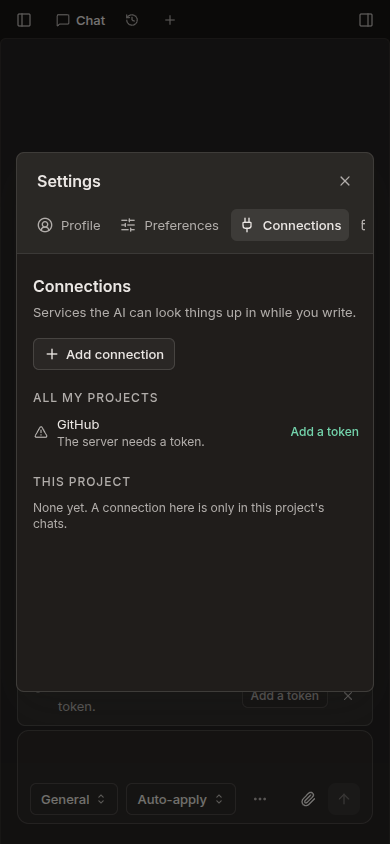 Chat
Settings
Profile
Preferences
Connections
Connections
Services the AI can look things up in while you write.
Add connection
ALL MY PROJECTS
GitHub
The server needs a token.
Add a token
THIS PROJECT
None yet. A connection here is only in this project's
chats.
token.
Add a token
General
Auto-apply